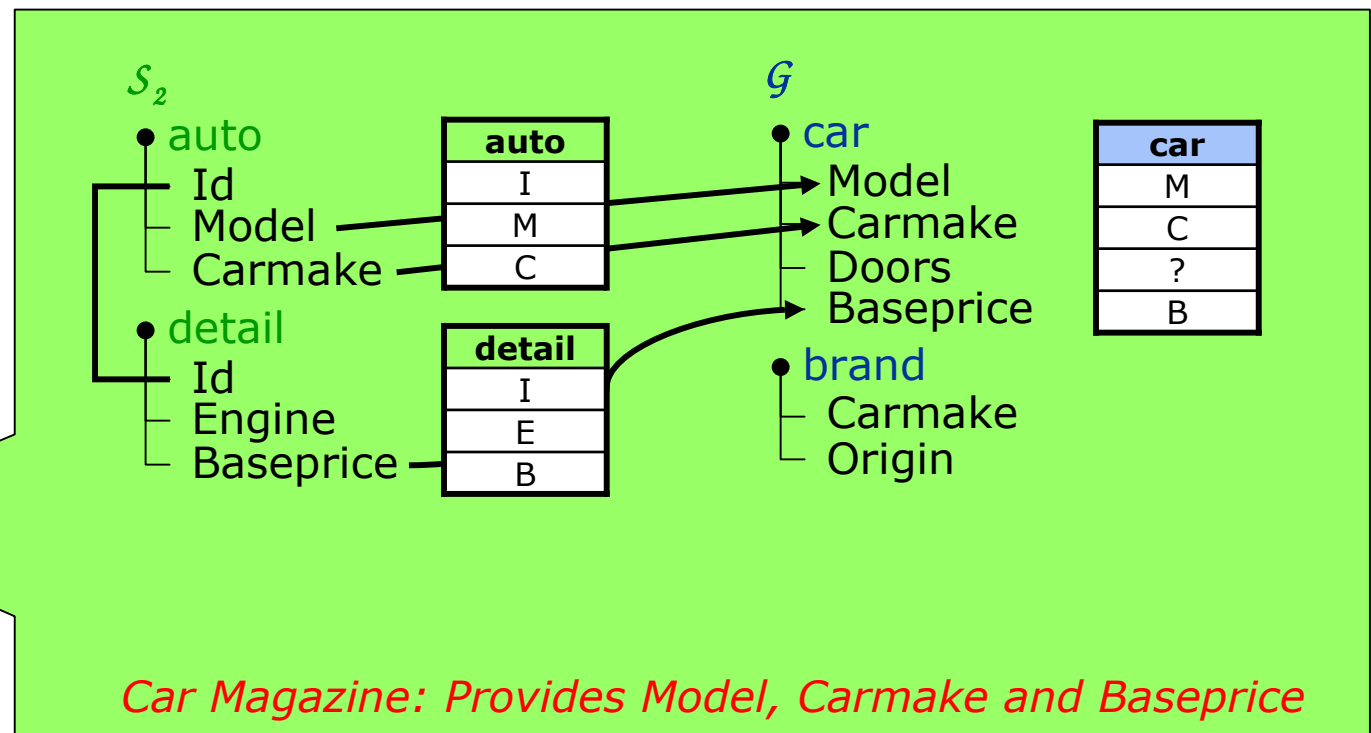 S2
auto
Id
Model
Carmake
detail
Id
Engine
Baseprice
auto
I
M
C
detail
I
E
B
G
car
Model
Carmake
Doors
Baseprice
brand
Carmake
Origin
car
M
C
?
B
Car Magazine: Provides Model, Carmake and Baseprice